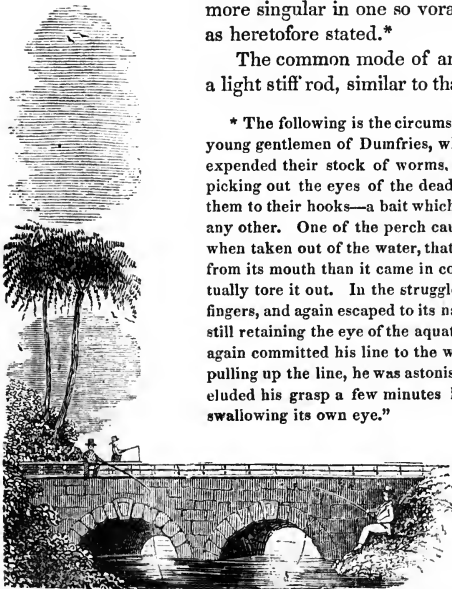 more singular in one so vora
as heretofore stated.*
The common mode of an
a light stiff rod, similar to tha
* The following is the circums
young gentlemen of Dumfries, w
expended their stock of worms,
picking out the eyes of the dead
them to their hooks—a bait which
any other. One of the perch cau
when taken out of the water, that
from its mouth than it came in co
tually tore it out. In the struggl
fingers, and again escaped to its na
still retaining the eye of the aquat
again committed his line to the w
pulling up the line, he was astonis
eluded his grasp a few minutes
swallowing its own eye.”